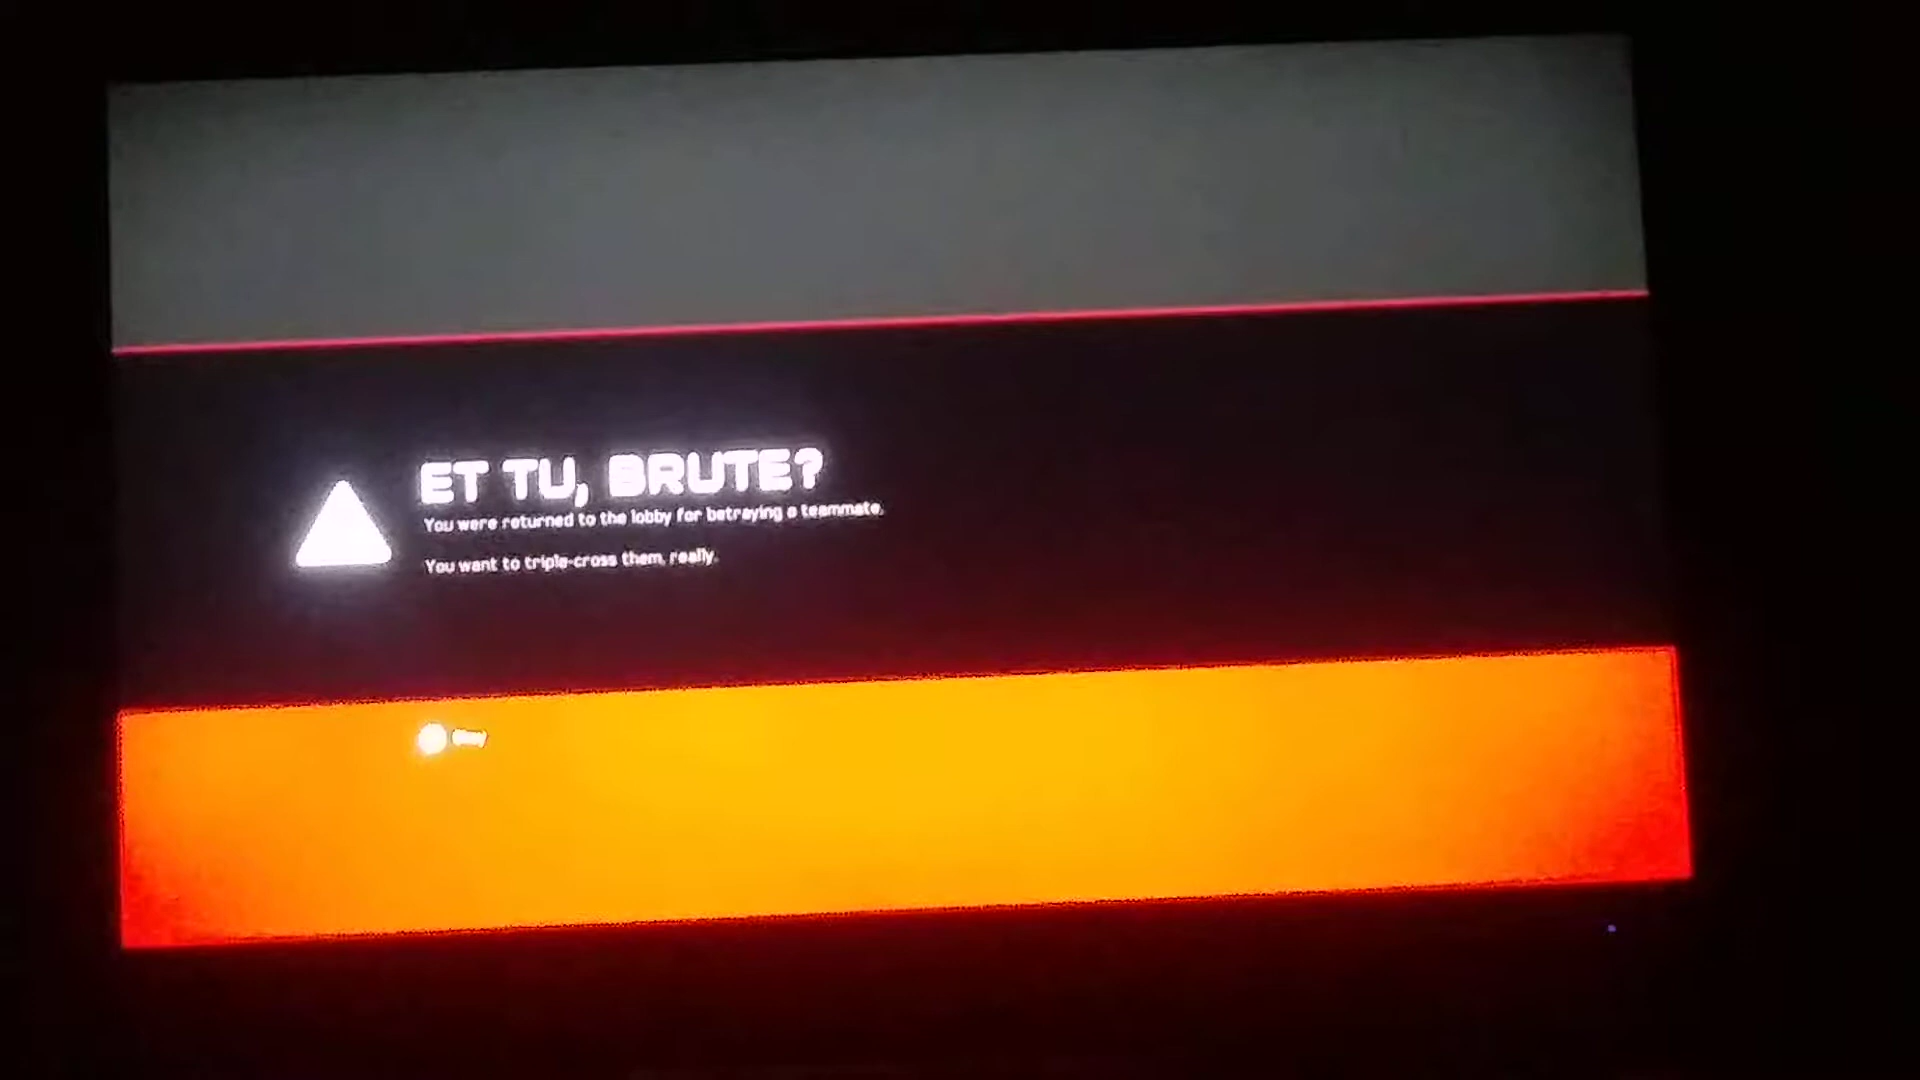 ET TU, BRUTE?
You were returned to the lobby for betraying a teammate.
You want to triple-cross them, really.